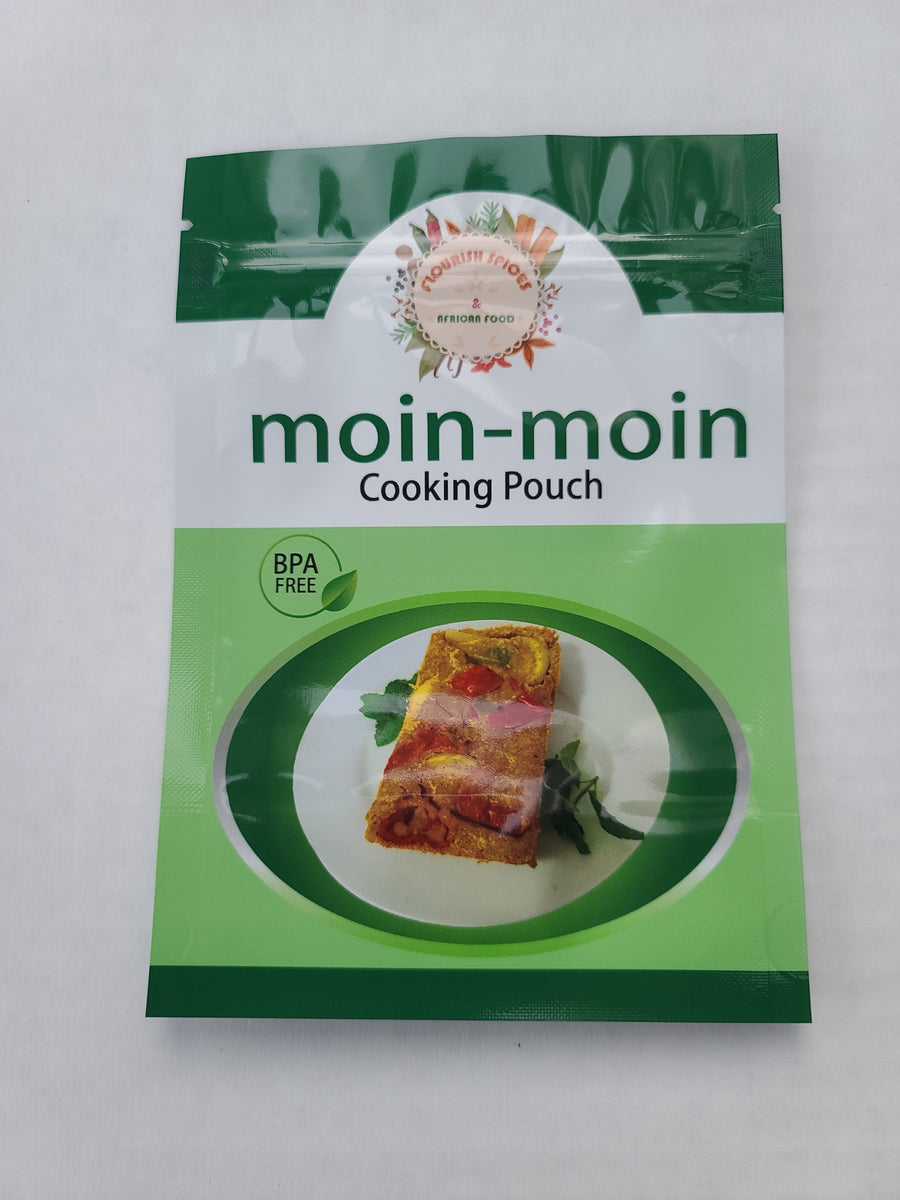 FLOURISH SPICES
&
AFRICAN FOOD
moin-moin
Cooking Pouch
BPA
FREE